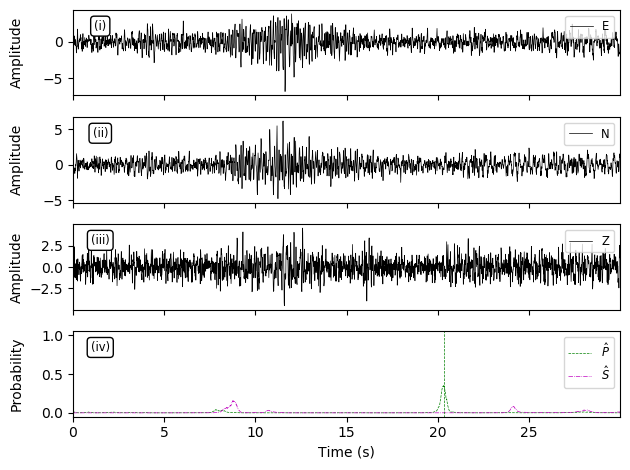 (i)
E
Amplitude
0
−5
(ii)
N
Amplitude
5
0
−5
(iii)
Z
Amplitude
2.5
0.0
−2.5
(iv)
P̂
Ŝ
Probability
1.0
0.5
0.0
0 5 10 15 20 25
Time (s)